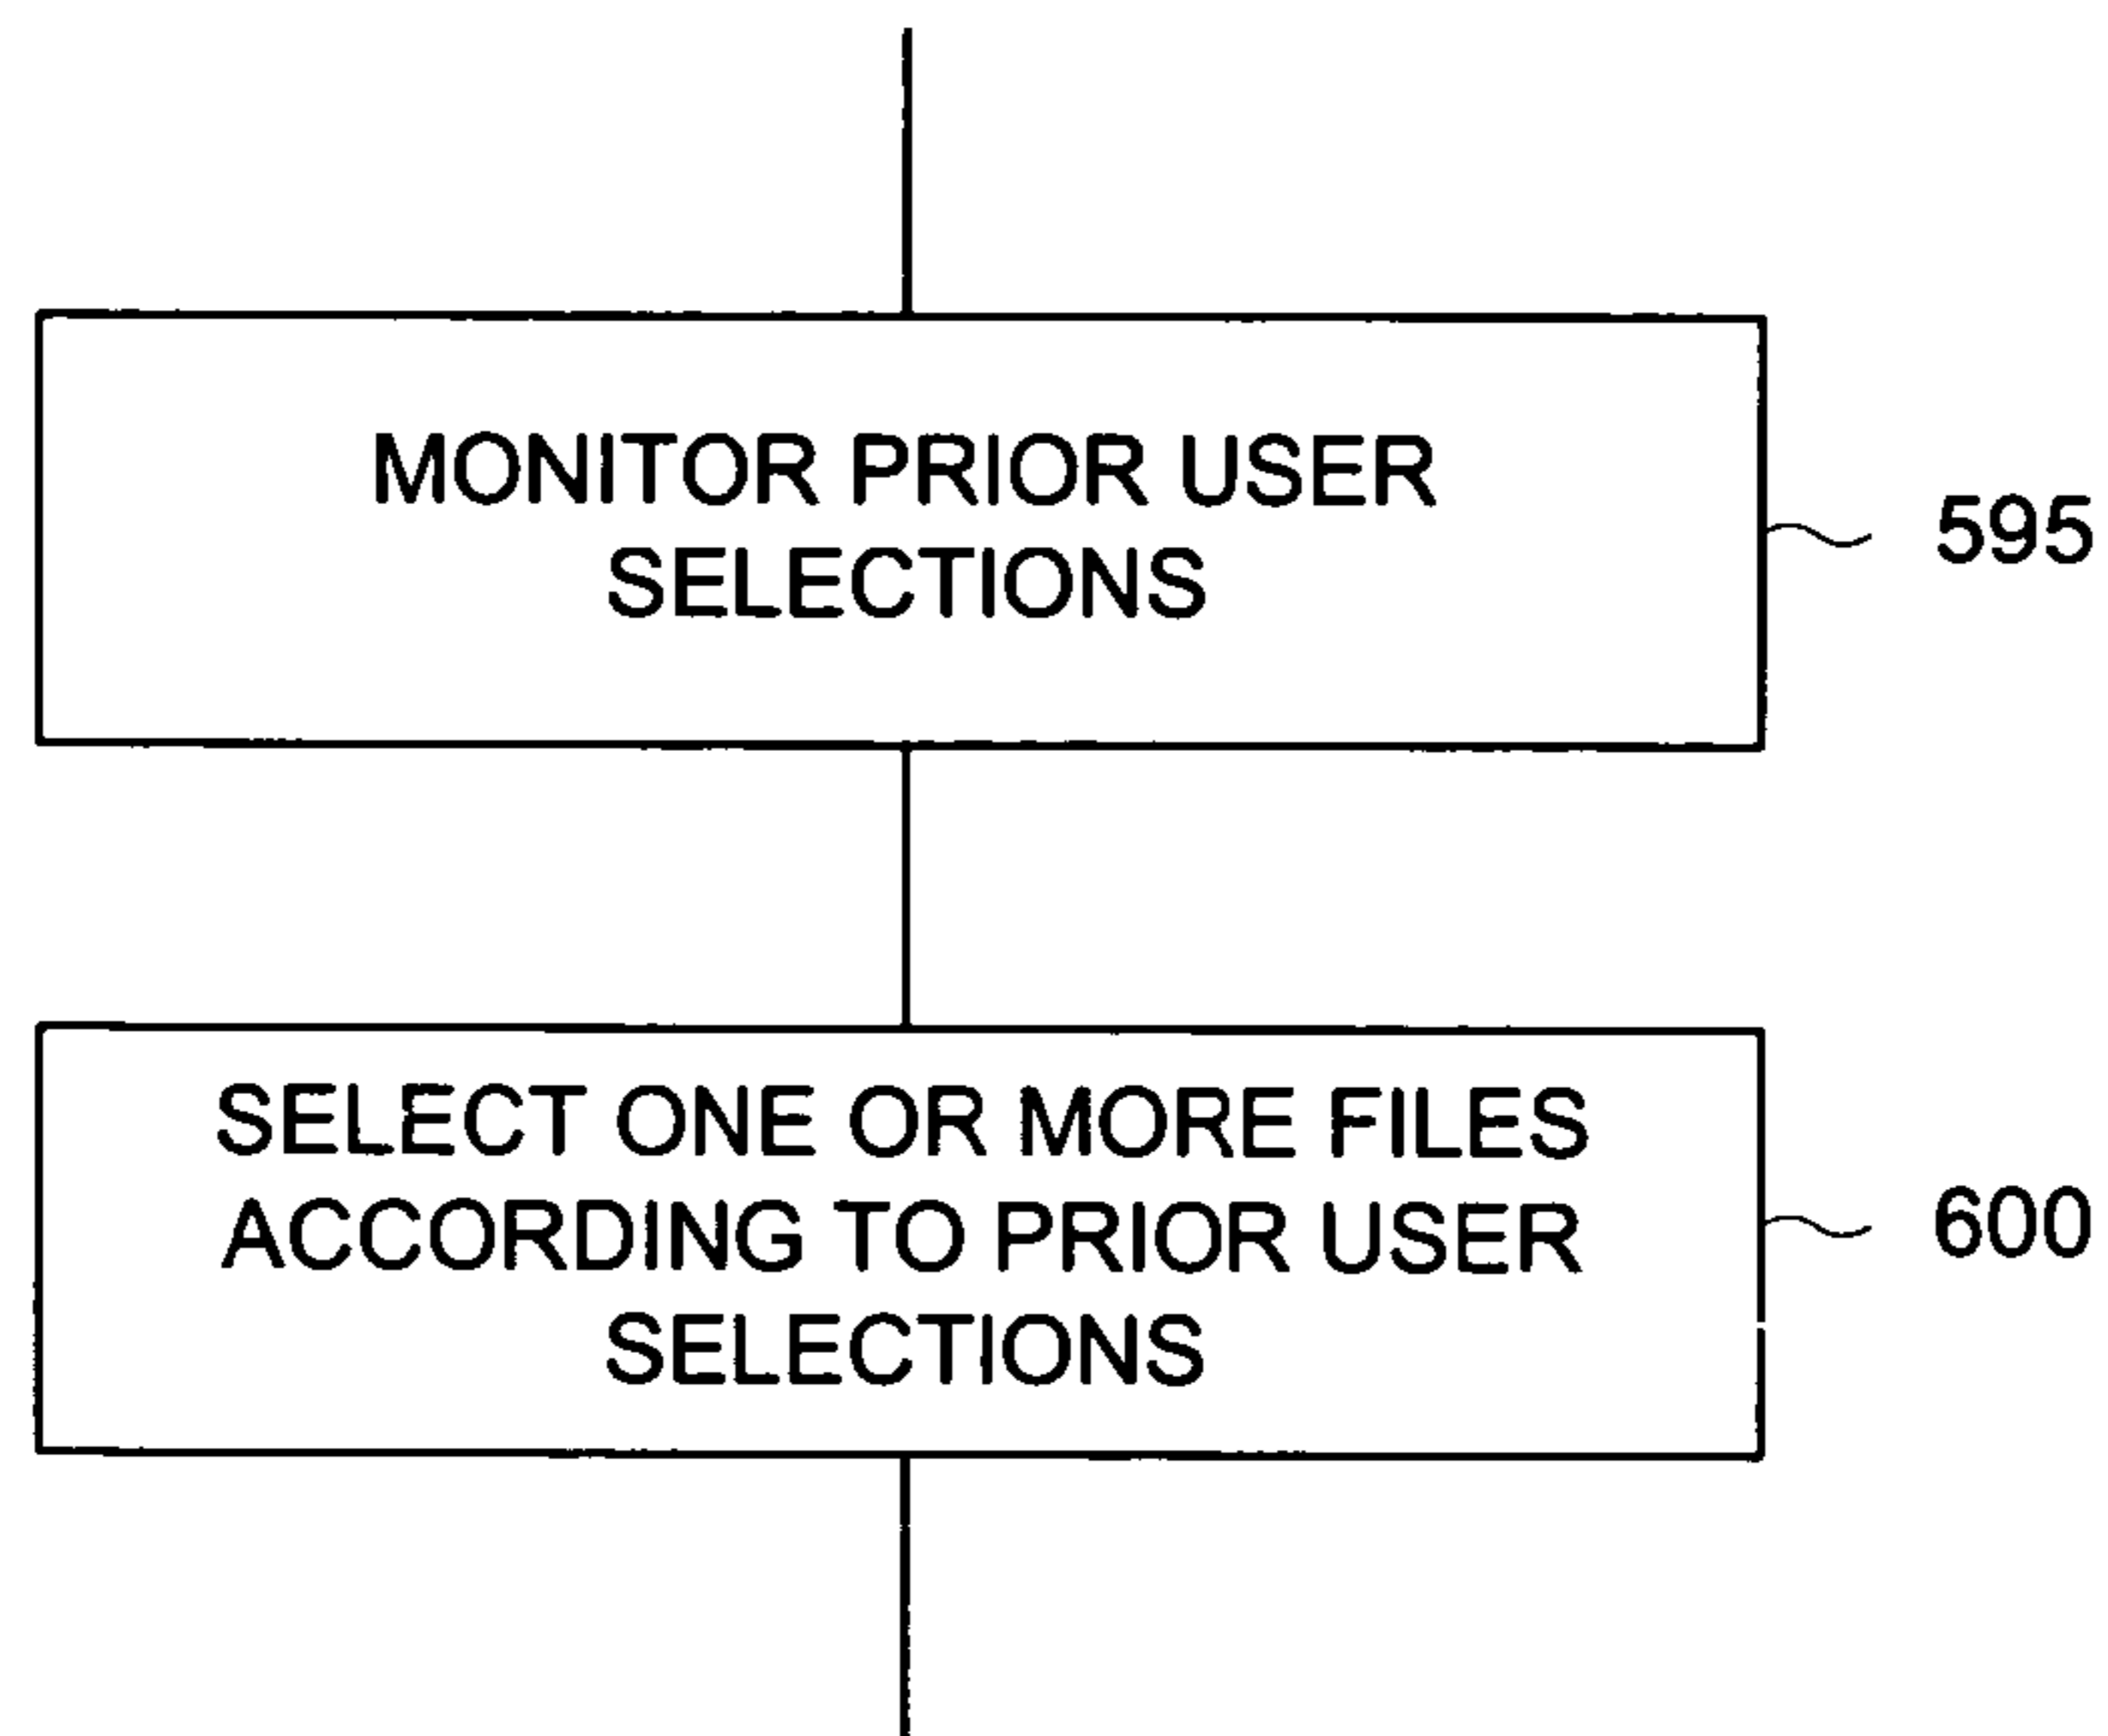 MONITOR PRIOR USER
SELECTIONS
595
SELECT ONE OR MORE FILES
ACCORDING TO PRIOR USER
SELECTIONS
600